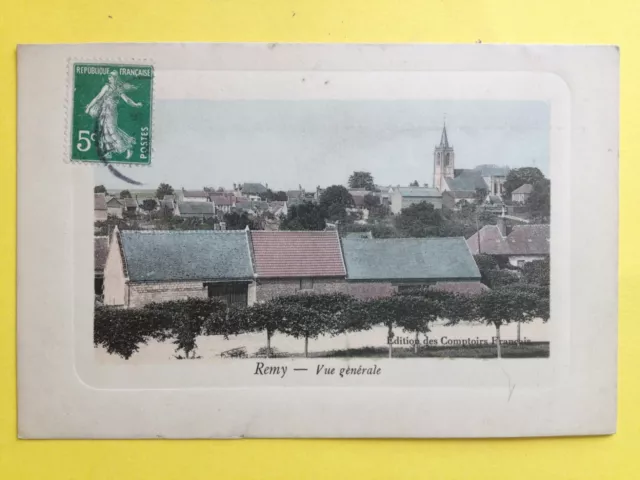 REPUBLIQUE FRANÇAISE
5c
POSTES
Edition des Comptoirs Français
Remy — Vue générale